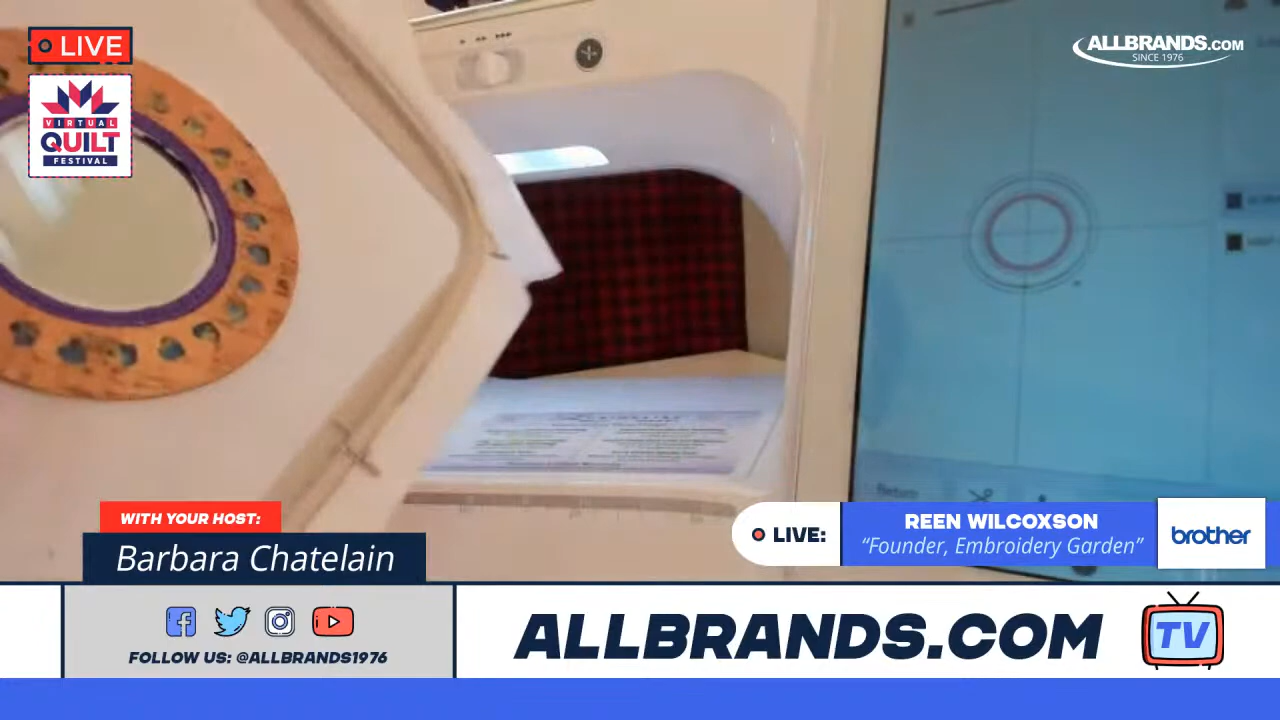 LIVE
VIRTUAL
QUILT
FESTIVAL
ALLBRANDS.COM
SINCE 1976
Return
WITH YOUR HOST:
Barbara Chatelain
LIVE:
REEN WILCOXSON
“Founder, Embroidery Garden”
brother
FOLLOW US: @ALLBRANDS1976
ALLBRANDS.COM
TV